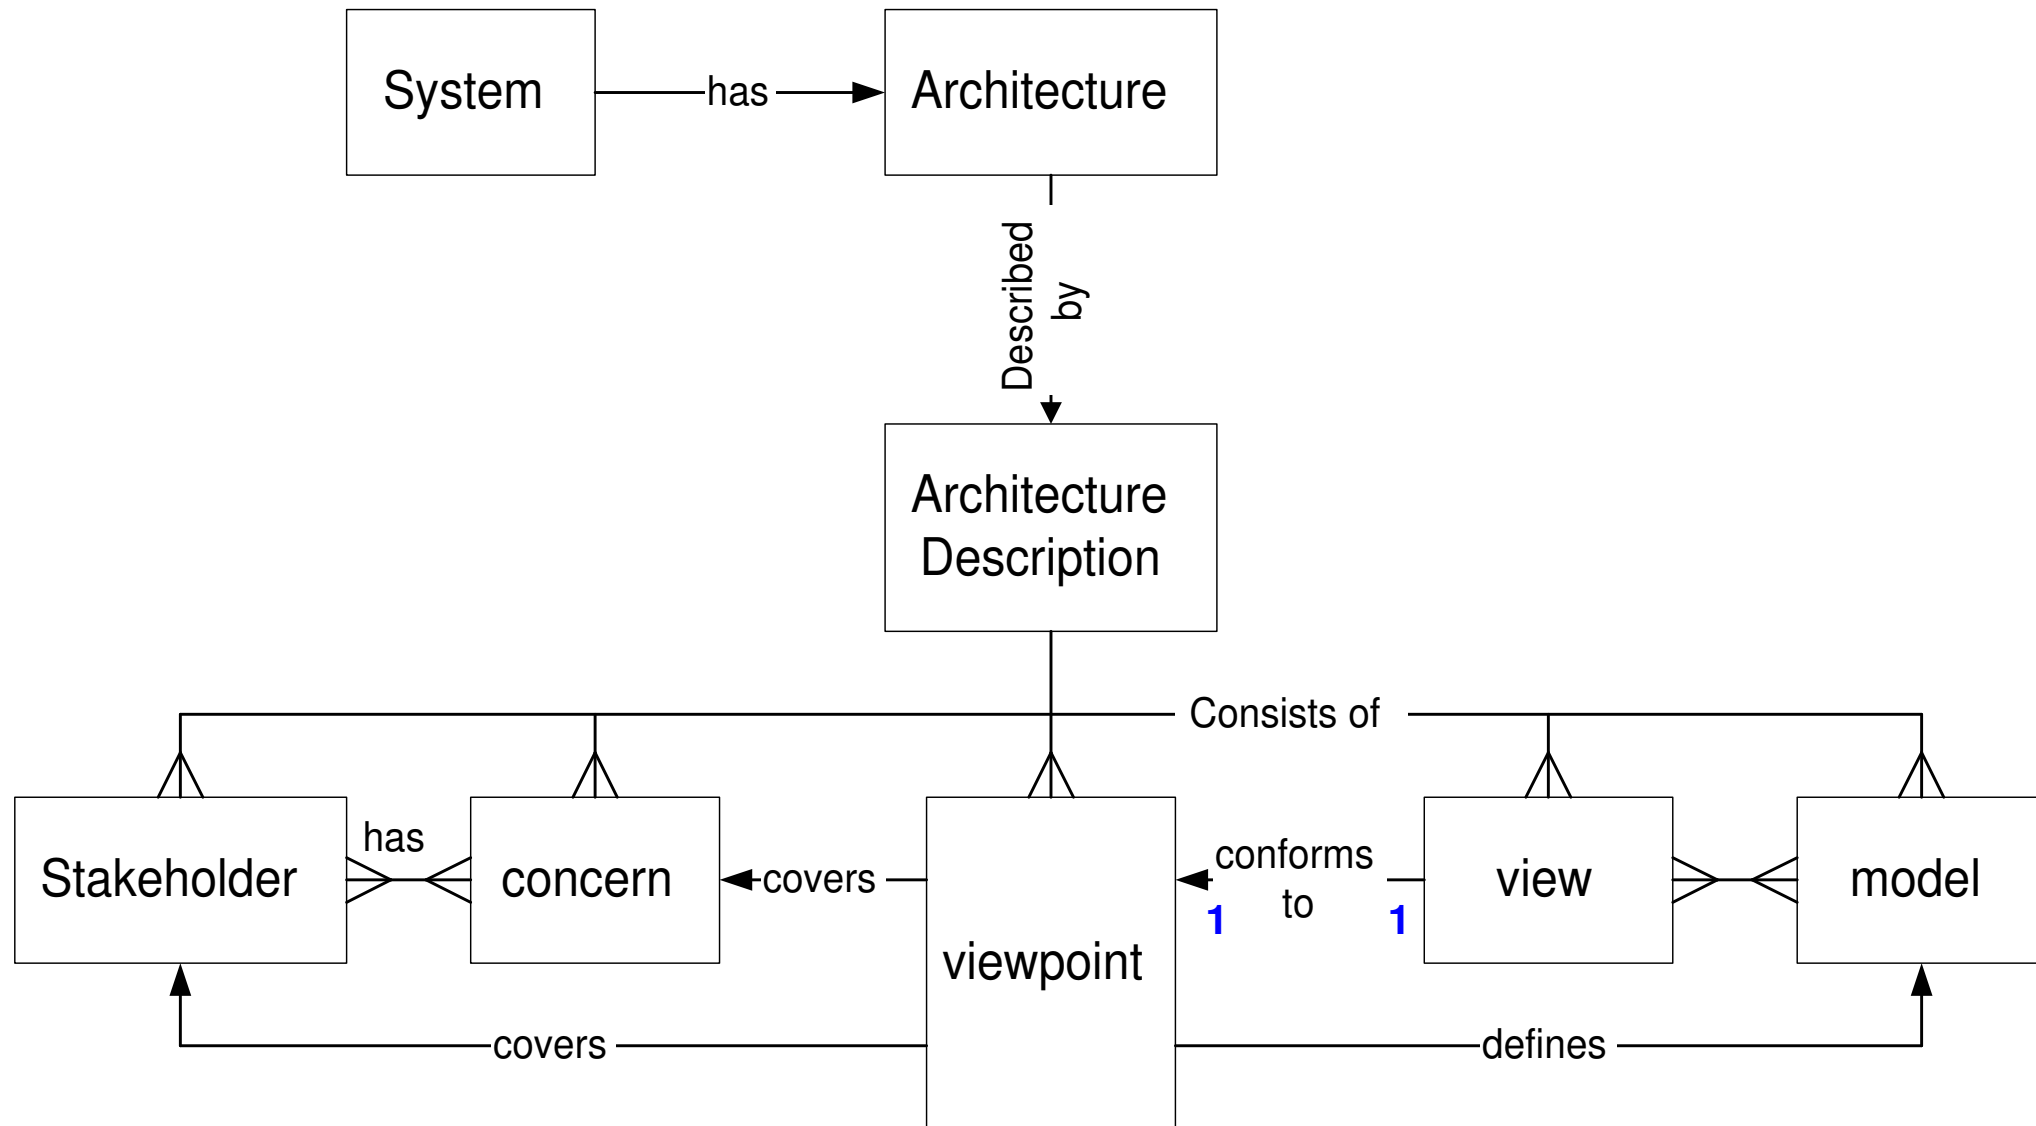 System
has
Architecture
Described
by
Architecture
Description
Consists of
Stakeholder
has
concern
covers
viewpoint
conforms
to
1
1
view
model
covers
defines